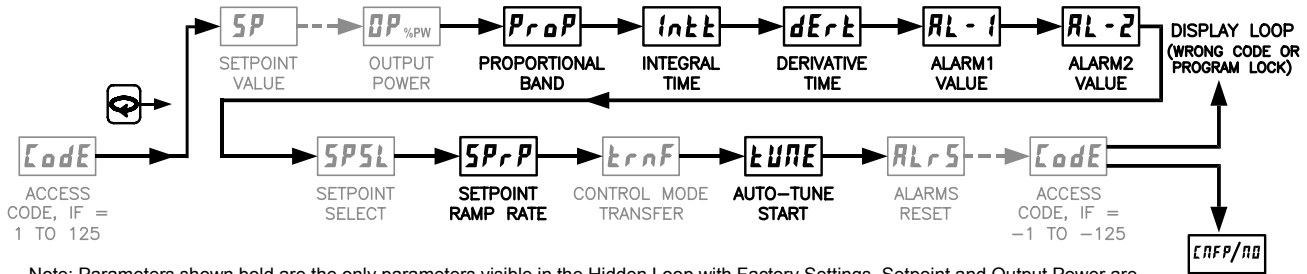 SP
OP %PW
ProP
IntI
dErt
AL-1
AL-2
DISPLAY LOOP
(WRONG CODE OR
PROGRAM LOCK)
SETPOINT
VALUE
OUTPUT
POWER
PROPORTIONAL
BAND
INTEGRAL
TIME
DERIVATIVE
TIME
ALARM1
VALUE
ALARM2
VALUE
CodE
SPSL
SPrP
trnF
tUNE
ALrS
CodE
ACCESS
CODE, IF =
1 TO 125
SETPOINT
SELECT
SETPOINT
RAMP RATE
CONTROL MODE
TRANSFER
AUTO-TUNE
START
ALARMS
RESET
ACCESS
CODE, IF =
-1 TO -125
CNFP/NO
Note: Parameters shown bold are the only parameters visible in the Hidden Loop with Factory Settings. Setpoint and Output Power are